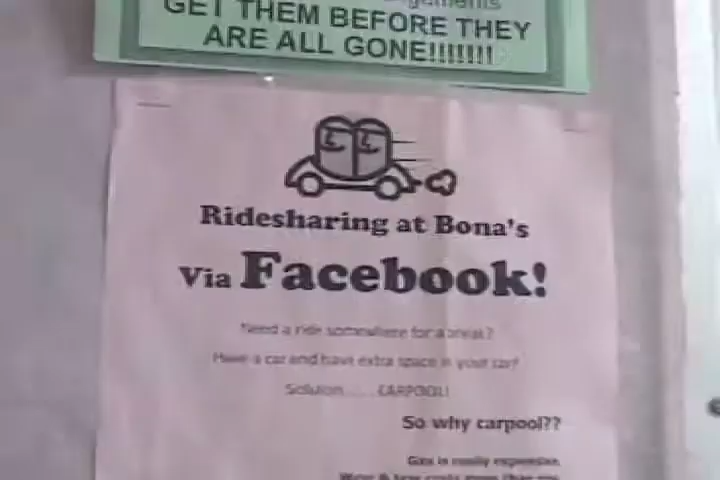 GET THEM BEFORE THEY
ARE ALL GONE!!!!!!!
Ridesharing at Bona's
Via Facebook!
Need a ride somewhere for a break?
Have a car and have extra space in your car?
Solution.....CARPOOL!
So why carpool??
Gas is really expensive.